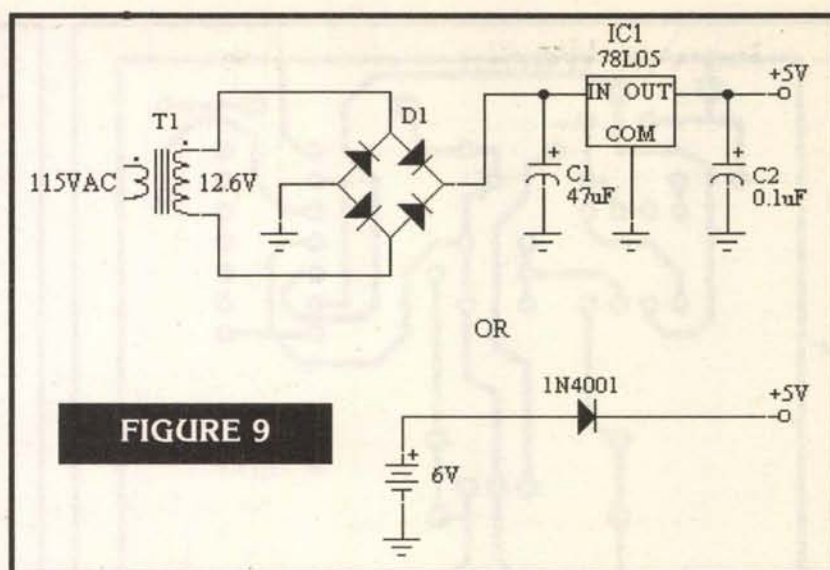 IC1
78L05
+5V
IN OUT
COM
T1
D1
115VAC
12.6V
+
C1
47uF
+
C2
0.1uF
OR
1N4001
+5V
FIGURE 9
+
6V